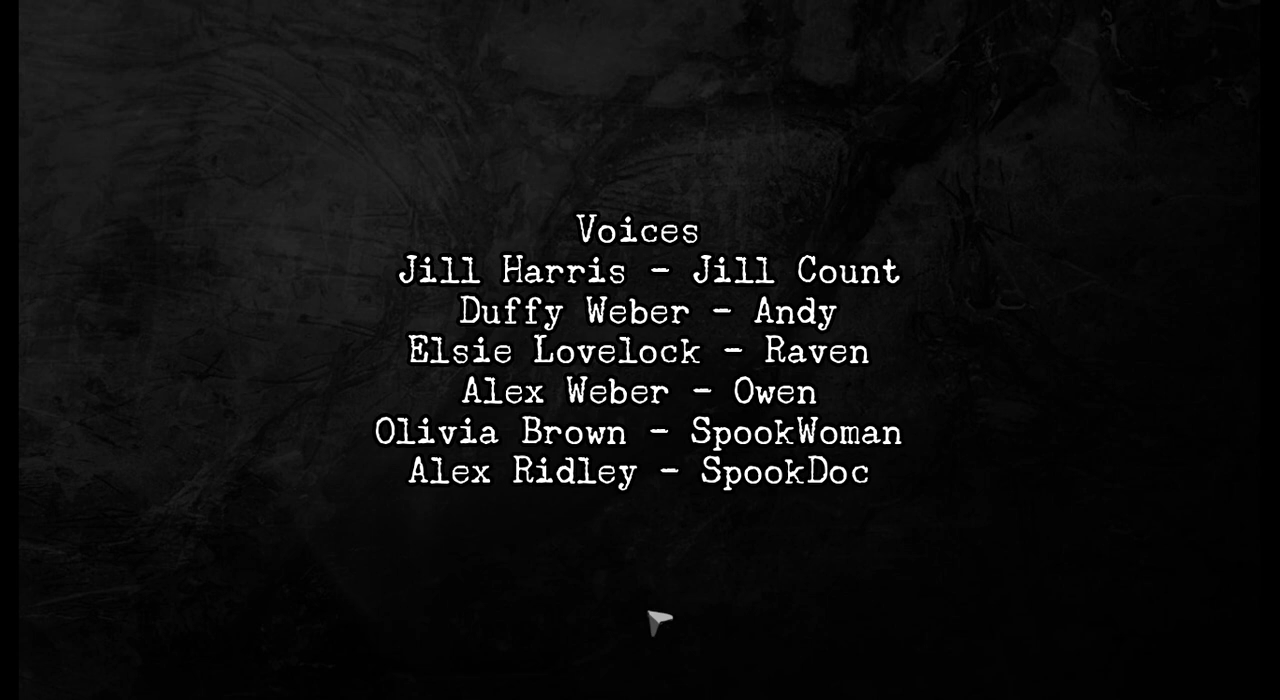 Voices
Jill Harris - Jill Count
Duffy Weber - Andy
Elsie Lovelock - Raven
Alex Weber - Owen
Olivia Brown - SpookWoman
Alex Ridley - SpookDoc